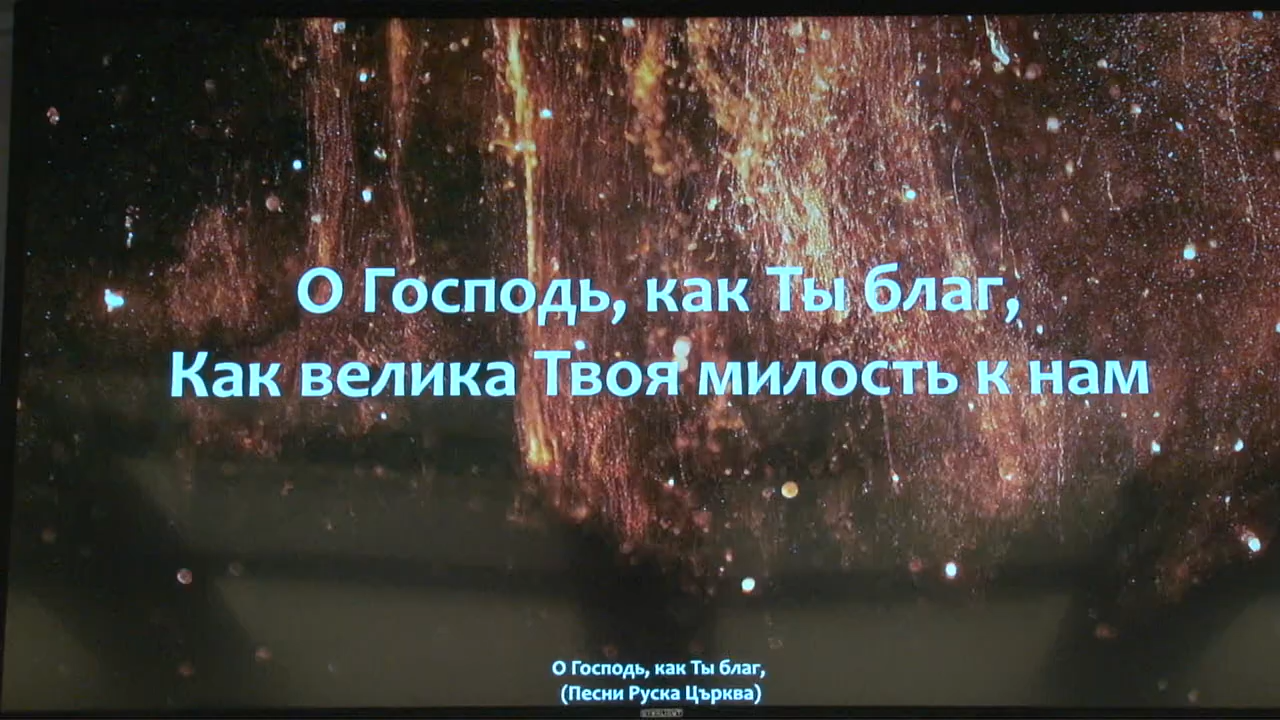 О Господь, как Ты благ,
Как велика Твоя милость к нам
О Господь, как Ты благ,
(Песни Руска Църква)